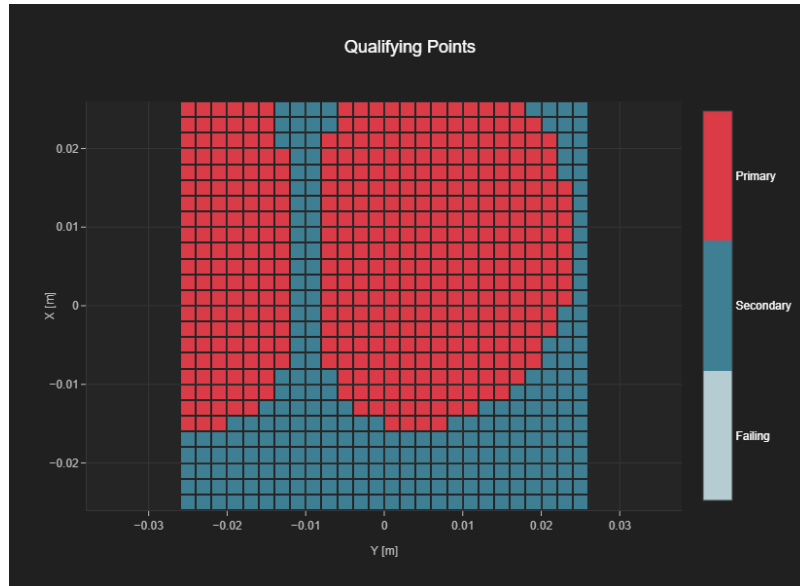 Qualifying Points
0.02
0.01
0
−0.01
−0.02
X [m]
−0.03
−0.02
−0.01
0
0.01
0.02
0.03
Y [m]
Primary
Secondary
Failing